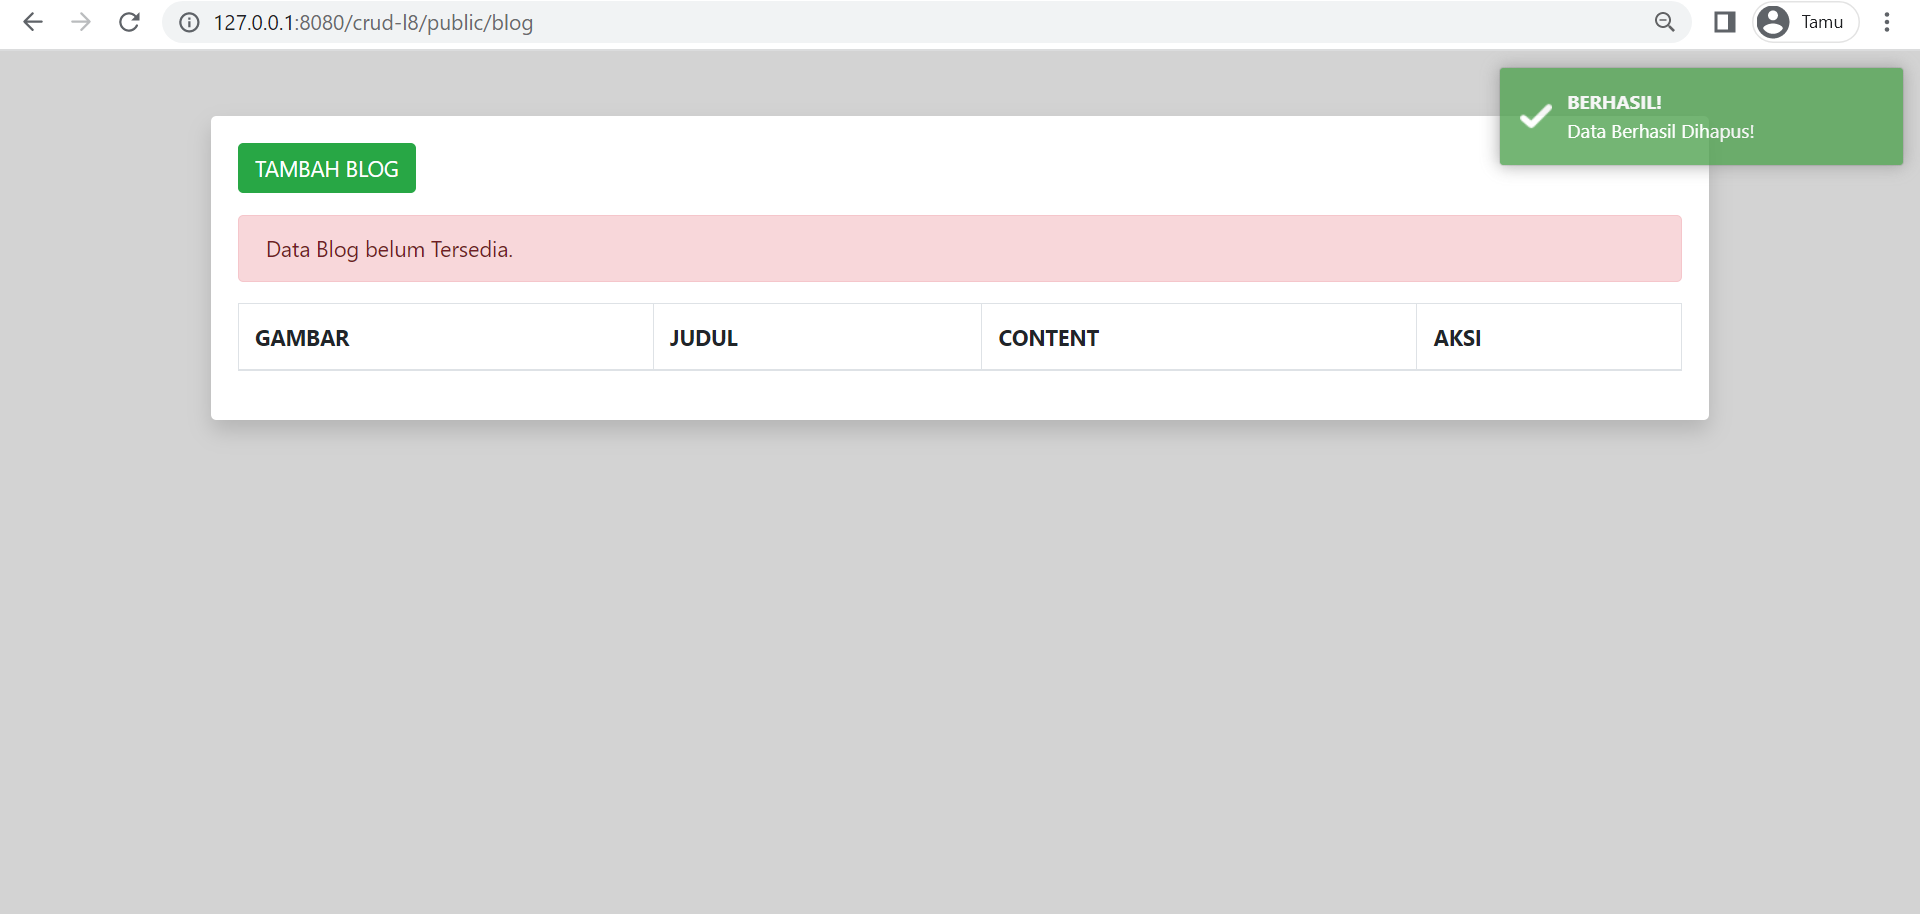 127.0.0.1:8080/crud-l8/public/blog
Tamu
BERHASIL!
Data Berhasil Dihapus!
TAMBAH BLOG
Data Blog belum Tersedia.
GAMBAR JUDUL CONTENT AKSI